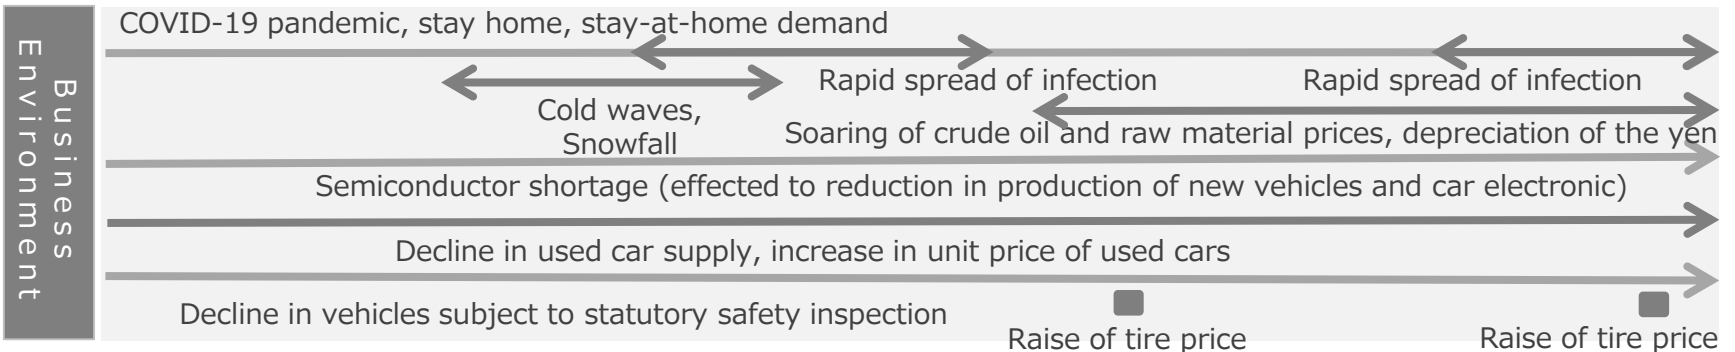 Business
Environment
COVID-19 pandemic, stay home, stay-at-home demand
Rapid spread of infection
Rapid spread of infection
Cold waves,
Snowfall
Soaring of crude oil and raw material prices, depreciation of the yen
Semiconductor shortage (effected to reduction in production of new vehicles and car electronic)
Decline in used car supply, increase in unit price of used cars
Decline in vehicles subject to statutory safety inspection
Raise of tire price
Raise of tire price